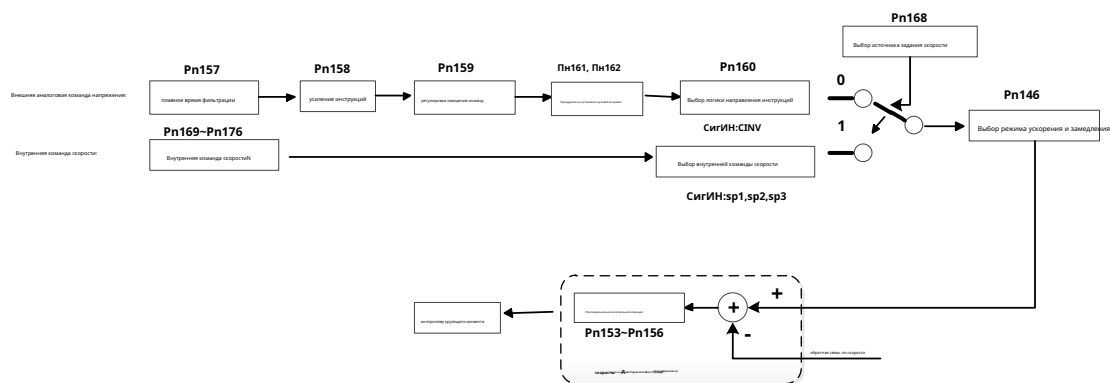 Pn168
Выбор источника задания скорости
Pn157
Pn158
Pn159
Пн161, Пн162
Pn160
0
Внешняя аналоговая команда напряжения:
плавное время фильтрации
усиление инструкций
регулировка смещения команд
Выбор логики направления инструкций
Pn146
СигИН:CINV
1
Выбор режима ускорения и замедления
Pn169~Pn176
Внутренняя команда скорости:
Внутренняя команда скоростиN
Выбор внутренней команды скорости
СигИН:sp1,sp2,sp3
+
+
контроллер крутящего момента
Pn153~Pn156
-
обратная связь по скорости